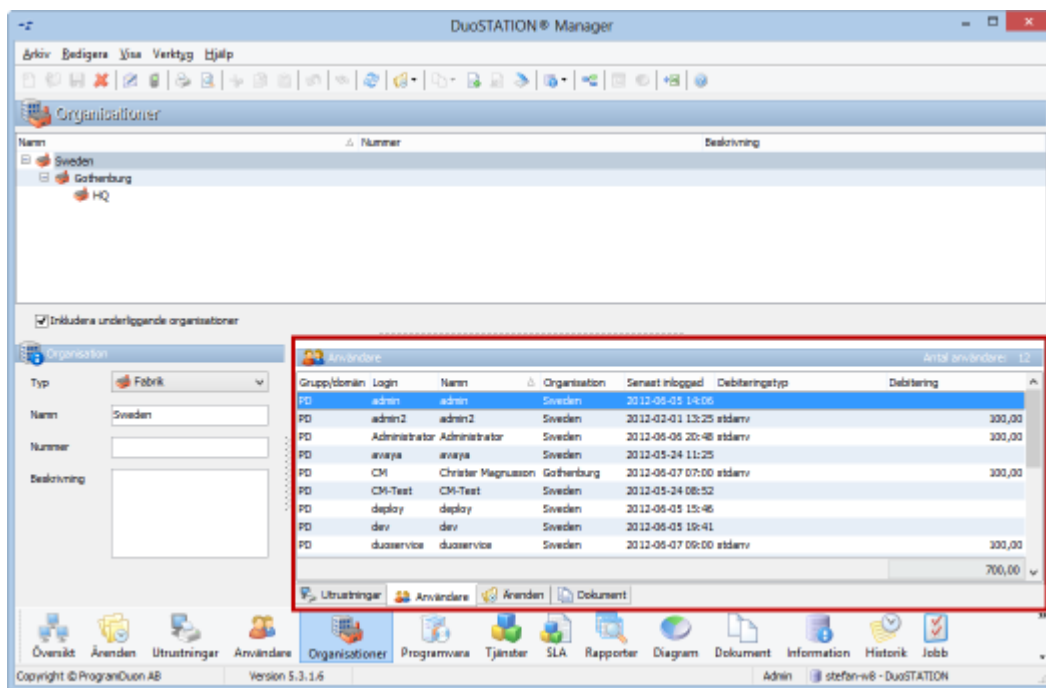 DuoSTATION® Manager
Arkiv Redigera Visa Verktyg Hjälp
Organisationer
Namn Nummer Beskrivning
Sweden
Gothenburg
HQ
Inkludera underliggande organisationer
Organisation
Typ Fabrik
Namn Sweden
Nummer
Beskrivning
Användare Antal användare: 12
Grupp/domän Login Namn Organisation Senast inloggad Debiteringstyp Debitering
PD admin admin Sweden 2012-06-05 14:06
PD admin2 admin2 Sweden 2012-02-01 13:25 stdanv 100,00
PD Administrator Administrator Sweden 2012-06-06 20:48 stdanv 100,00
PD avaya avaya Sweden 2012-05-24 11:25
PD CM Christer Magnusson Gothenburg 2012-06-07 07:00 stdanv 100,00
PD CM-Test CM-Test Sweden 2012-05-24 08:52
PD deploy deploy Sweden 2012-06-05 15:46
PD dev dev Sweden 2012-06-05 19:41
PD duoservice duoservice Sweden 2012-06-07 09:00 stdanv 100,00
700,00
Utrustningar Användare Ärenden Dokument
Översikt Ärenden Utrustningar Användare Organisationer Programvara Tjänster SLA Rapporter Diagram Dokument Information Historik Jobb
Copyright © ProgramDuon AB Version 5.3.1.6 Admin stefan-w8 - DuoSTATION